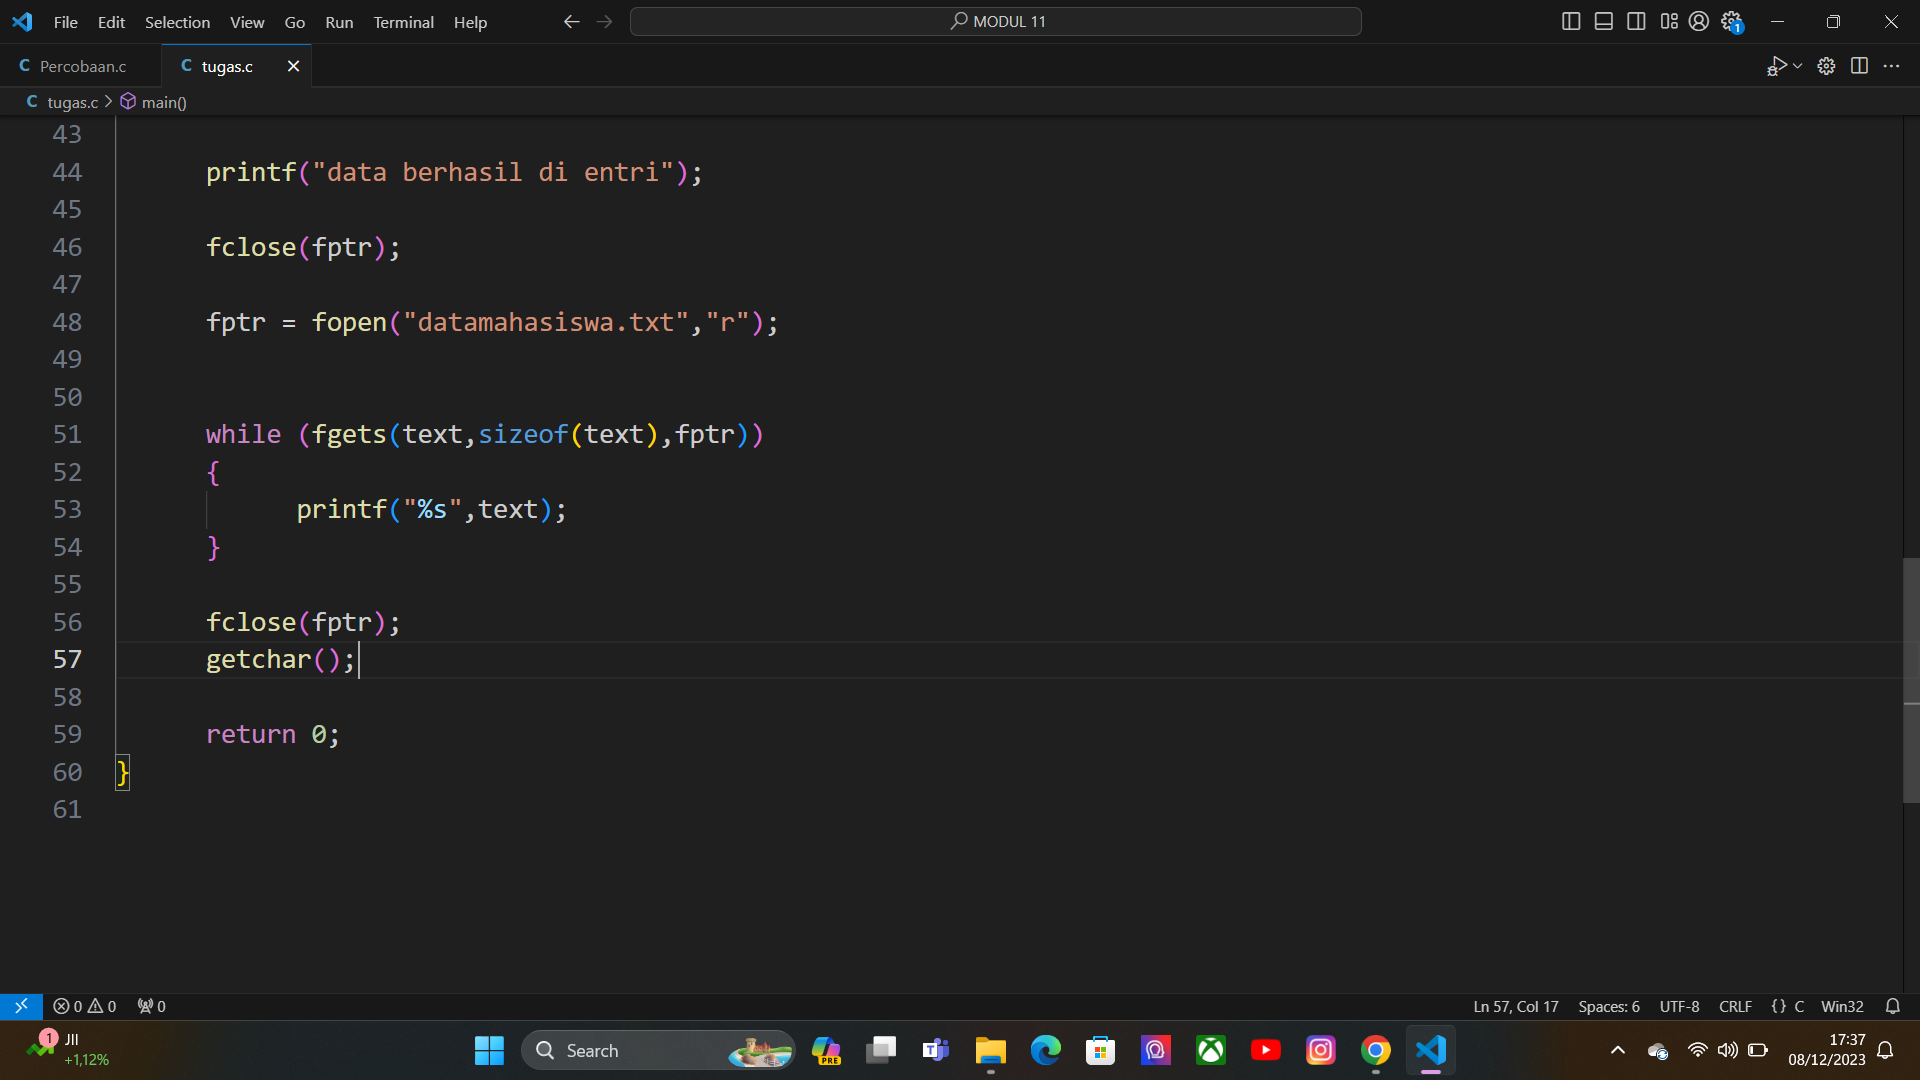 File Edit Selection View Go Run Terminal Help MODUL 11 1
C Percobaan.c C tugas.c
C tugas.c > main()
43
44 printf("data berhasil di entri");
45
46 fclose(fptr);
47
48 fptr = fopen("datamahasiswa.txt","r");
49
50
51 while (fgets(text,sizeof(text),fptr))
52 {
53 printf("%s",text);
54 }
55
56 fclose(fptr);
57 getchar();
58
59 return 0;
60 }
61
0 0 0 Ln 57, Col 17 Spaces: 6 UTF-8 CRLF {} C Win32
1 JII Search PRE 17:37
+1,12% 08/12/2023